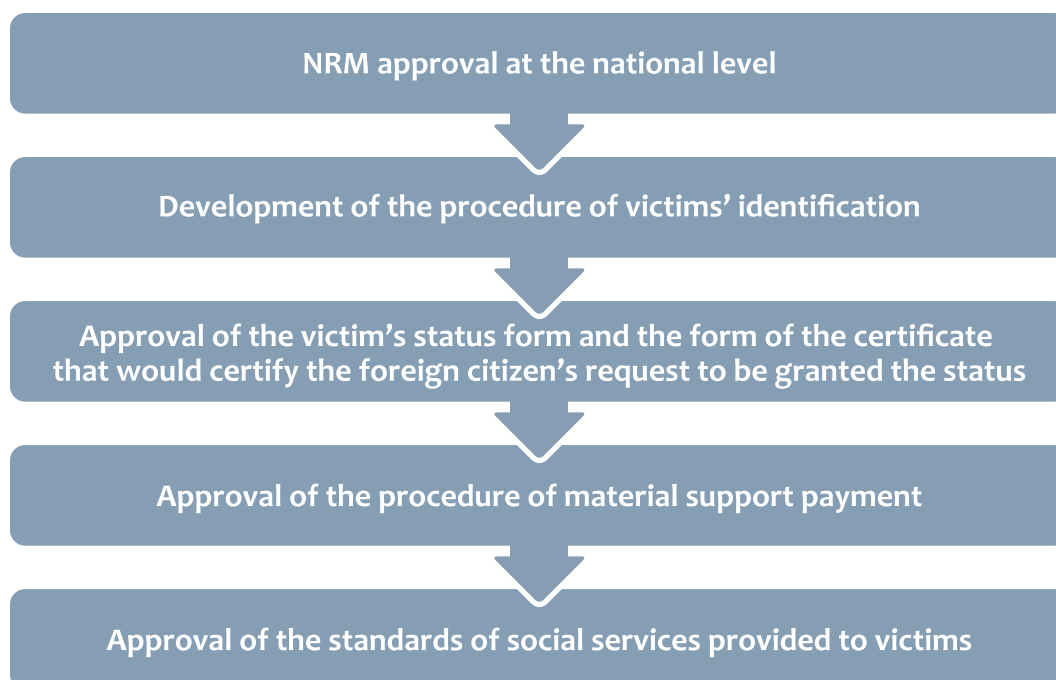 NRM approval at the national level
Development of the procedure of victims’ identification
Approval of the victim’s status form and the form of the certificate
that would certify the foreign citizen’s request to be granted the status
Approval of the procedure of material support payment
Approval of the standards of social services provided to victims